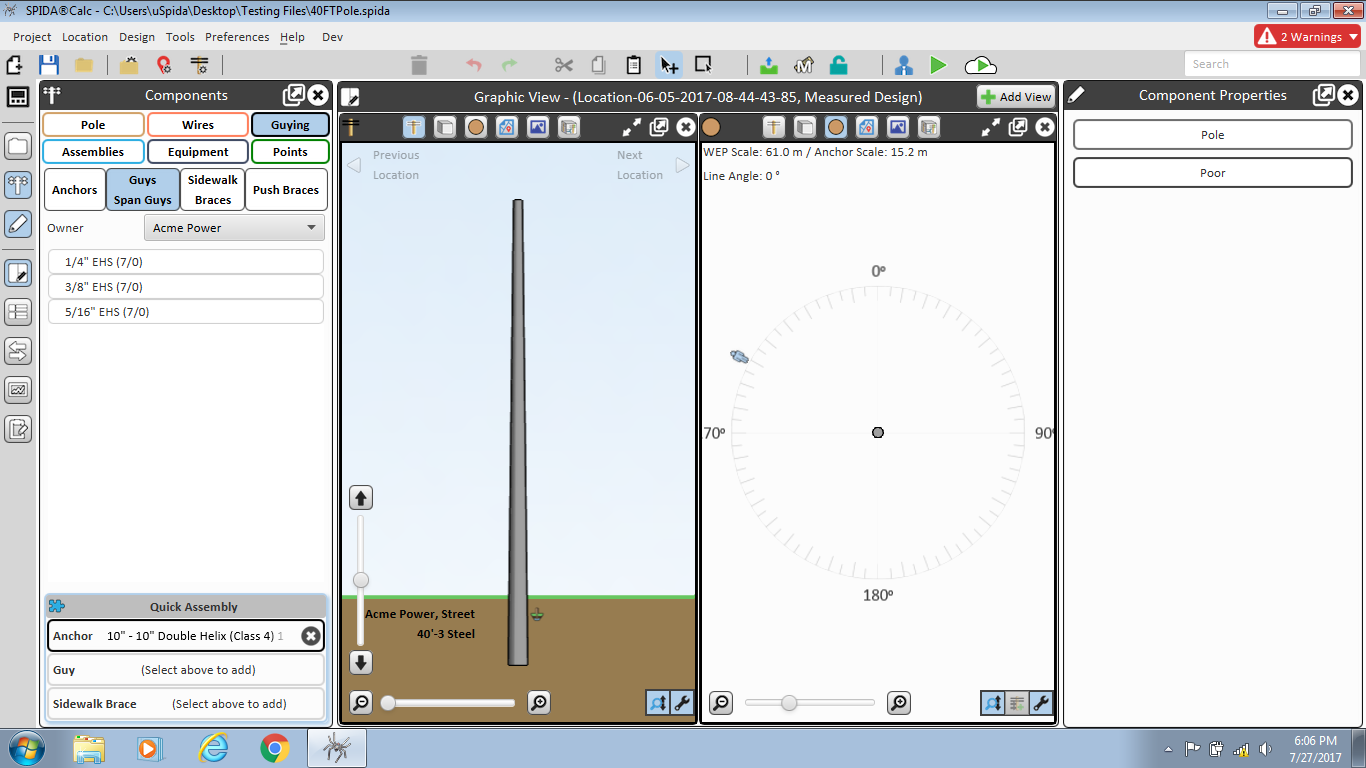 SPIDA®Calc - C:\Users\uSpida\Desktop\Testing Files\40FTPole.spida
Project Location Design Tools Preferences Help Dev
2 Warnings
Search
Components
Pole Wires Guying
Assemblies Equipment Points
Anchors Guys Span Guys Sidewalk Braces Push Braces
Owner Acme Power
1/4" EHS (7/0)
3/8" EHS (7/0)
5/16" EHS (7/0)
Quick Assembly
Anchor 10" - 10" Double Helix (Class 4) 1
Guy (Select above to add)
Sidewalk Brace (Select above to add)
Graphic View - (Location-06-05-2017-08-44-43-85, Measured Design)
Add View
Previous Location
Next Location
Acme Power, Street
40'-3 Steel
WEP Scale: 61.0 m / Anchor Scale: 15.2 m
Line Angle: 0 °
0º
70º
90º
180º
Component Properties
Pole
Poor
6:06 PM
7/27/2017